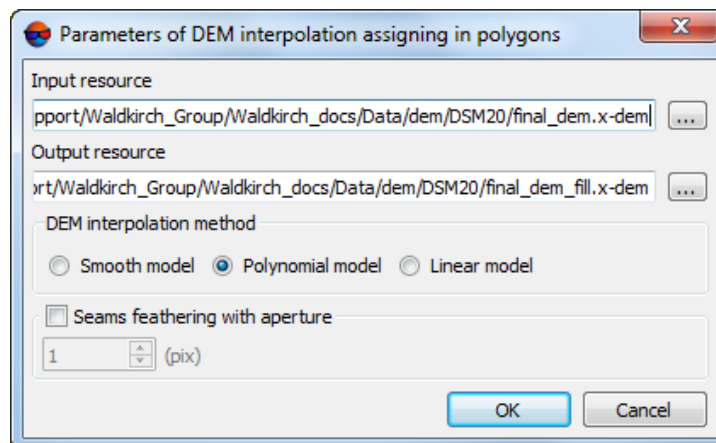 Parameters of DEM interpolation assigning in polygons
Input resource
pport/Waldkirch_Group/Waldkirch_docs/Data/dem/DSM20/final_dem.x-dem
...
Output resource
ort/Waldkirch_Group/Waldkirch_docs/Data/dem/DSM20/final_dem_fill.x-dem
...
DEM interpolation method
Smooth model Polynomial model Linear model
Seams feathering with aperture
1 (pix)
OK Cancel